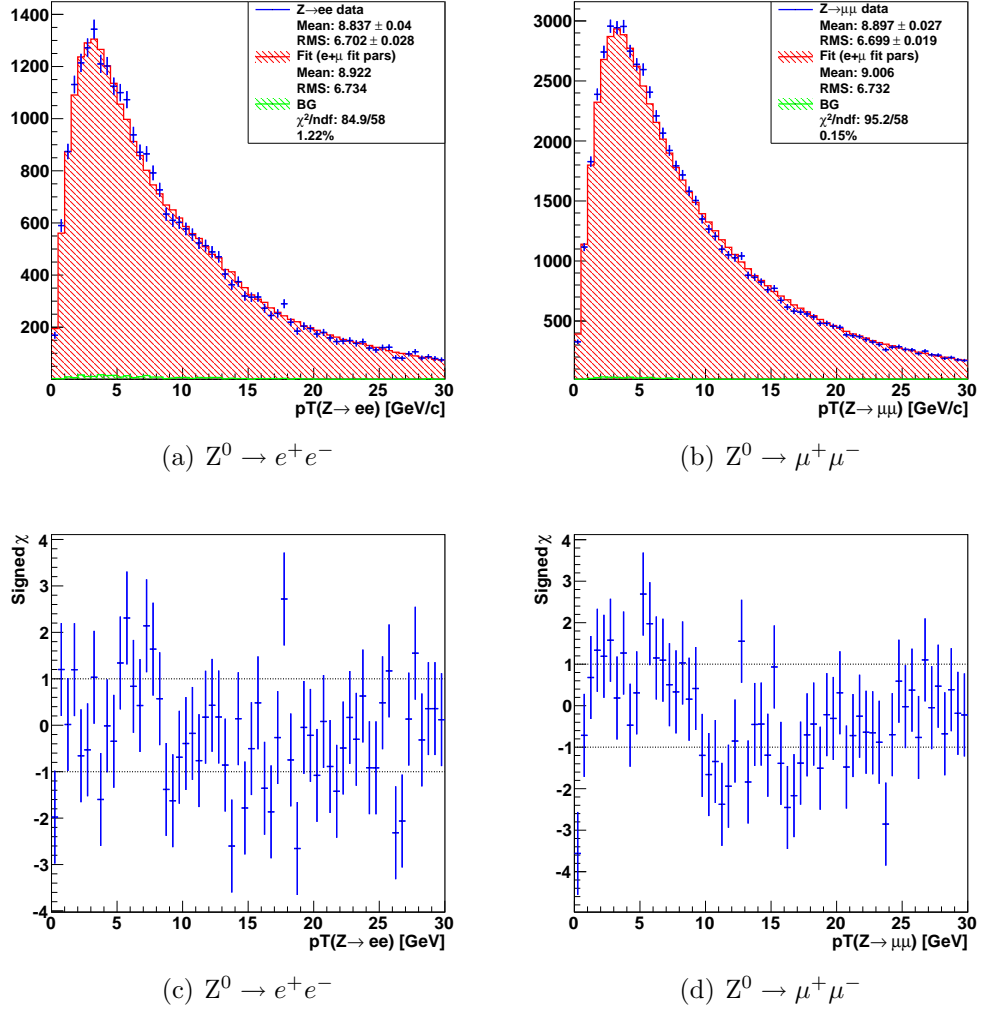 1400
1200
1000
800
600
400
200
0 5 10 15 20 25 30
pT(Z→ ee) [GeV/c]
Z→ee data
Mean: 8.837 ± 0.04
RMS: 6.702 ± 0.028
Fit (e+μ fit pars)
Mean: 8.922
RMS: 6.734
BG
χ²/ndf: 84.9/58
1.22%
(a) Z⁰ → e⁺e⁻
3000
2500
2000
1500
1000
500
0 5 10 15 20 25 30
pT(Z→ μμ) [GeV/c]
Z→μμ data
Mean: 8.897 ± 0.027
RMS: 6.699 ± 0.019
Fit (e+μ fit pars)
Mean: 9.006
RMS: 6.732
BG
χ²/ndf: 95.2/58
0.15%
(b) Z⁰ → μ⁺μ⁻
Signed χ
4
3
2
1
0
-1
-2
-3
-4
0 5 10 15 20 25 30
pT(Z→ ee) [GeV]
(c) Z⁰ → e⁺e⁻
Signed χ
4
3
2
1
0
-1
-2
-3
-4
0 5 10 15 20 25 30
pT(Z→ μμ) [GeV]
(d) Z⁰ → μ⁺μ⁻